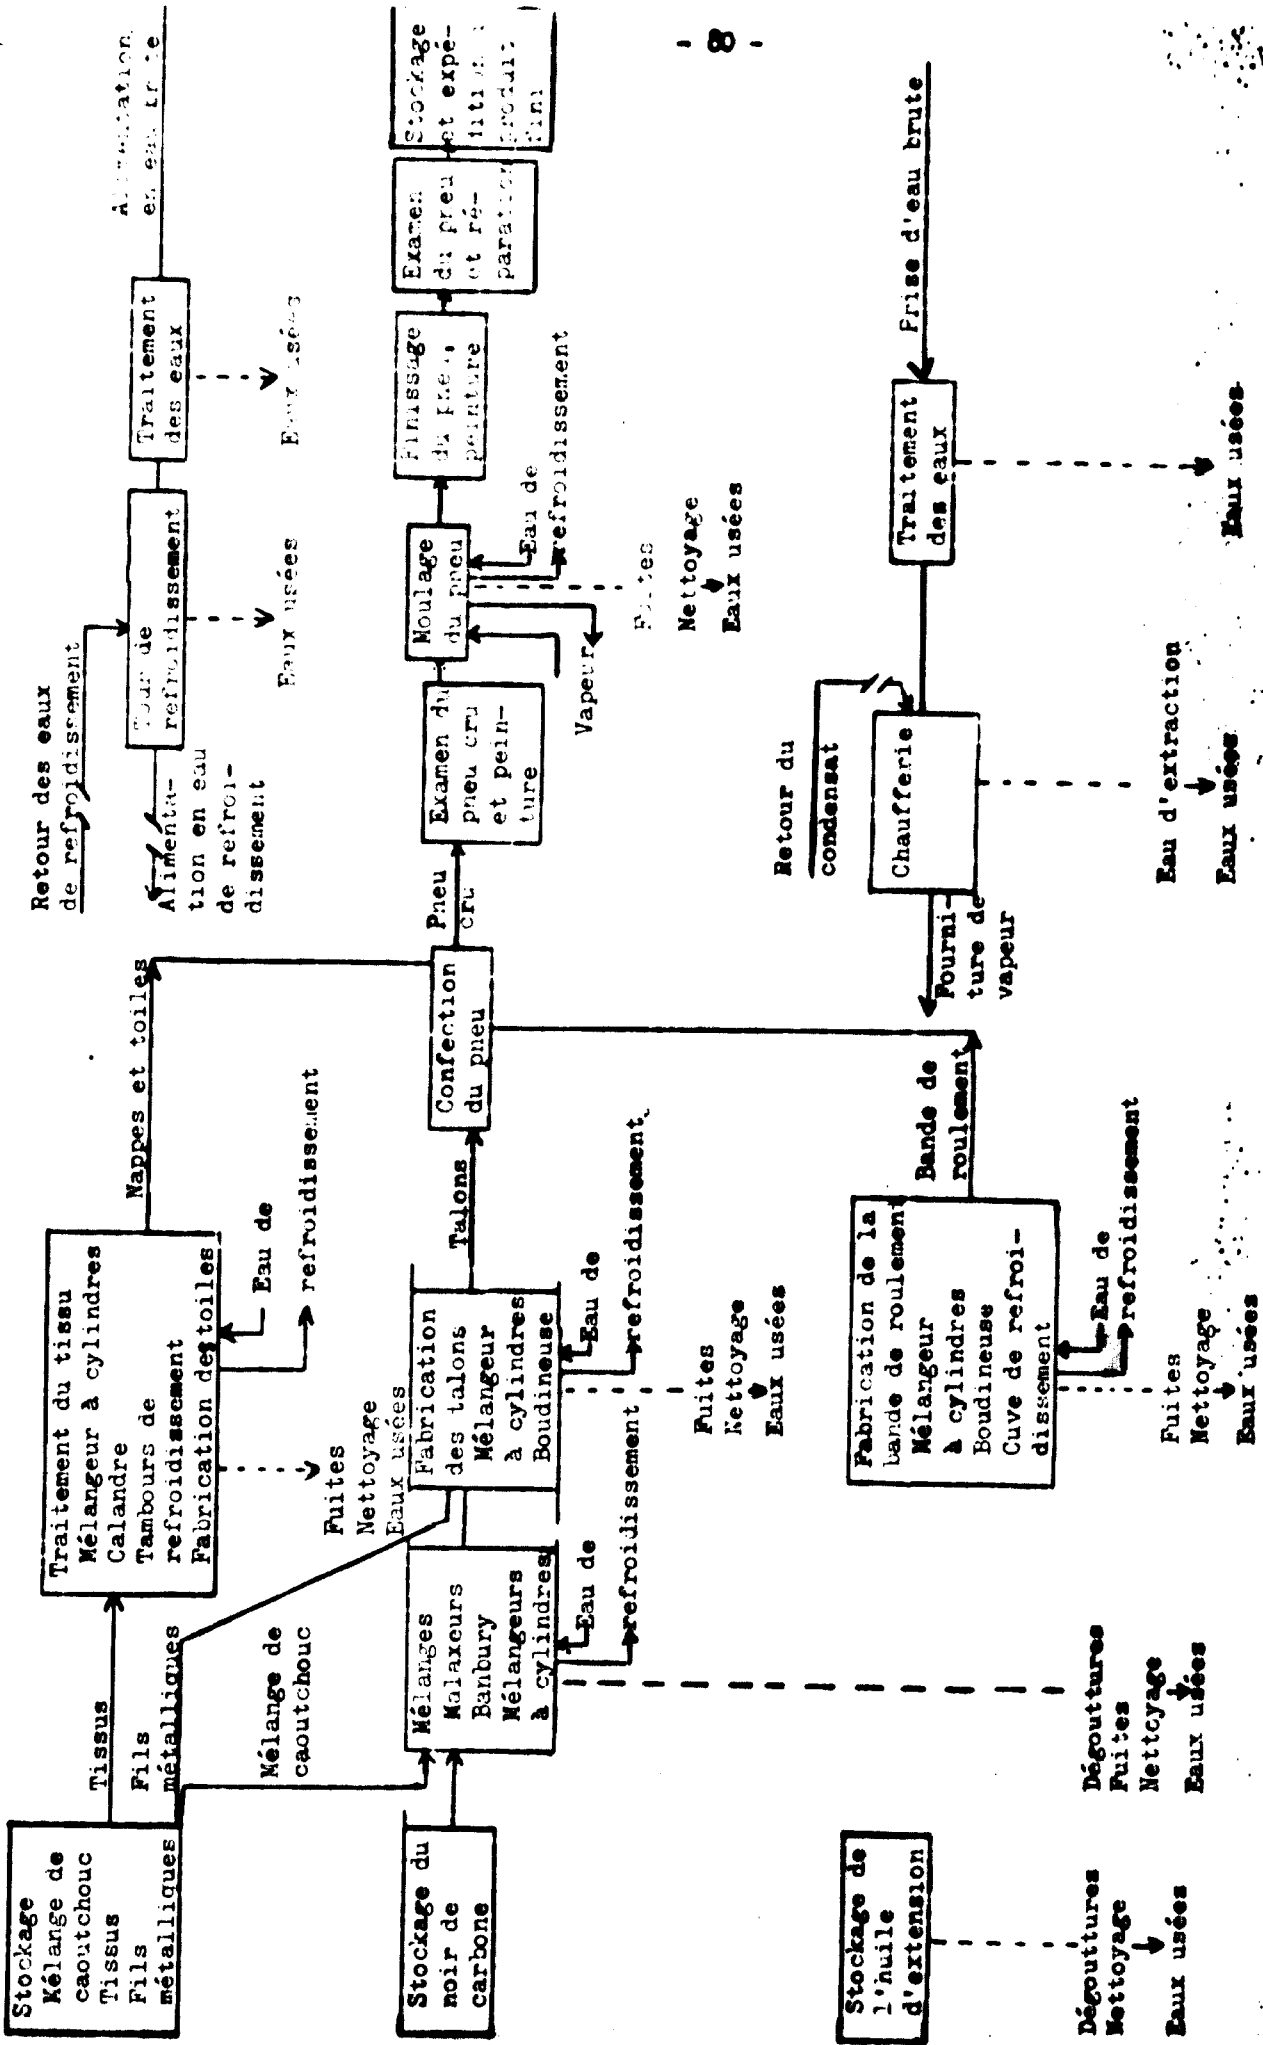 - 8 -
Stockage
Kélange de
caoutchouc
Tissus
Fils
métalliques
Tissus
Fils
métalliques
Mélange de
caoutchouc
Traitement du tissu
Mélangeur à cylindres
Calandre
Tambours de
refroidissement
Fabrication des toiles
Eau de
refroidissement
Fuites
Nettoyage
Eaux usées
Nappes et toiles
Retour des eaux
de refroidissement
Alimenta-
tion en eau
de refroi-
dissement
Tour de
refroidissement
Eaux usées
Traitement
des eaux
Eaux usées
Alimentation
en eau
Stockage du
noir de
carbone
Mélanges
Malaxeurs
Banbury
Mélangeurs
à cylindres
Eau de
refroidissement
Dégouttures
Fuites
Nettoyage
Eaux usées
Fabrication
des talons
Mélangeur
à cylindres
Boudineuse
Eau de
refroidissement
Fuites
Nettoyage
Eaux usées
Talons
Confection
du pneu
Pneu
cru
Examen du
pneu cru
et pein-
ture
Moulage
du pneu
Vapeur
Eau de
refroidissement
Fuites
Nettoyage
Eaux usées
Finissage
du pneu,
peinture
Examen
du pneu
et ré-
paration
Stockage
et expé-
dition
produit
fini
Stockage de
l'huile
d'extension
Dégouttures
Nettoyage
Eaux usées
Fabrication de la
bande de roulement
Mélangeur
à cylindres
Boudineuse
Cuve de refroi-
dissement
Eau de
refroidissement
Fuites
Nettoyage
Eaux usées
Bande de
roulement
Fourni-
ture de
vapeur
Retour du
condensat
Chaufferie
Eau d'extraction
Eaux usées
Traitement
des eaux
Eaux usées
Prise d'eau brute